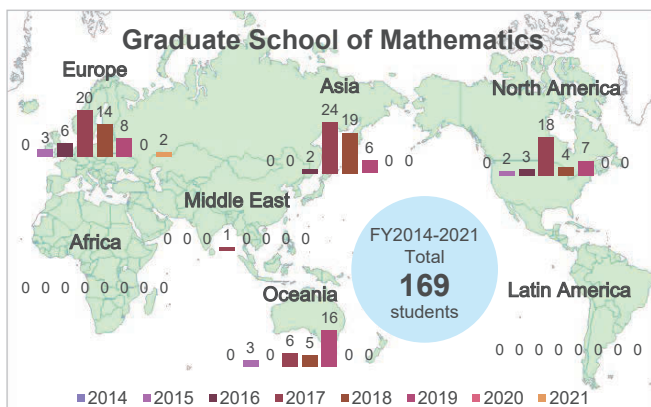 Graduate School of Mathematics
Europe
0 3 6 20 14 8 0 2
Asia
0 0 2 24 19 6 0 0
North America
0 2 3 18 4 7 0 0
Middle East
0 0 0 1 0 0 0 0
Africa
0 0 0 0 0 0 0 0
FY2014-2021
Total
169
students
Oceania
0 3 0 6 5 16 0 0
Latin America
0 0 0 0 0 0 0 0
2014 2015 2016 2017 2018 2019 2020 2021